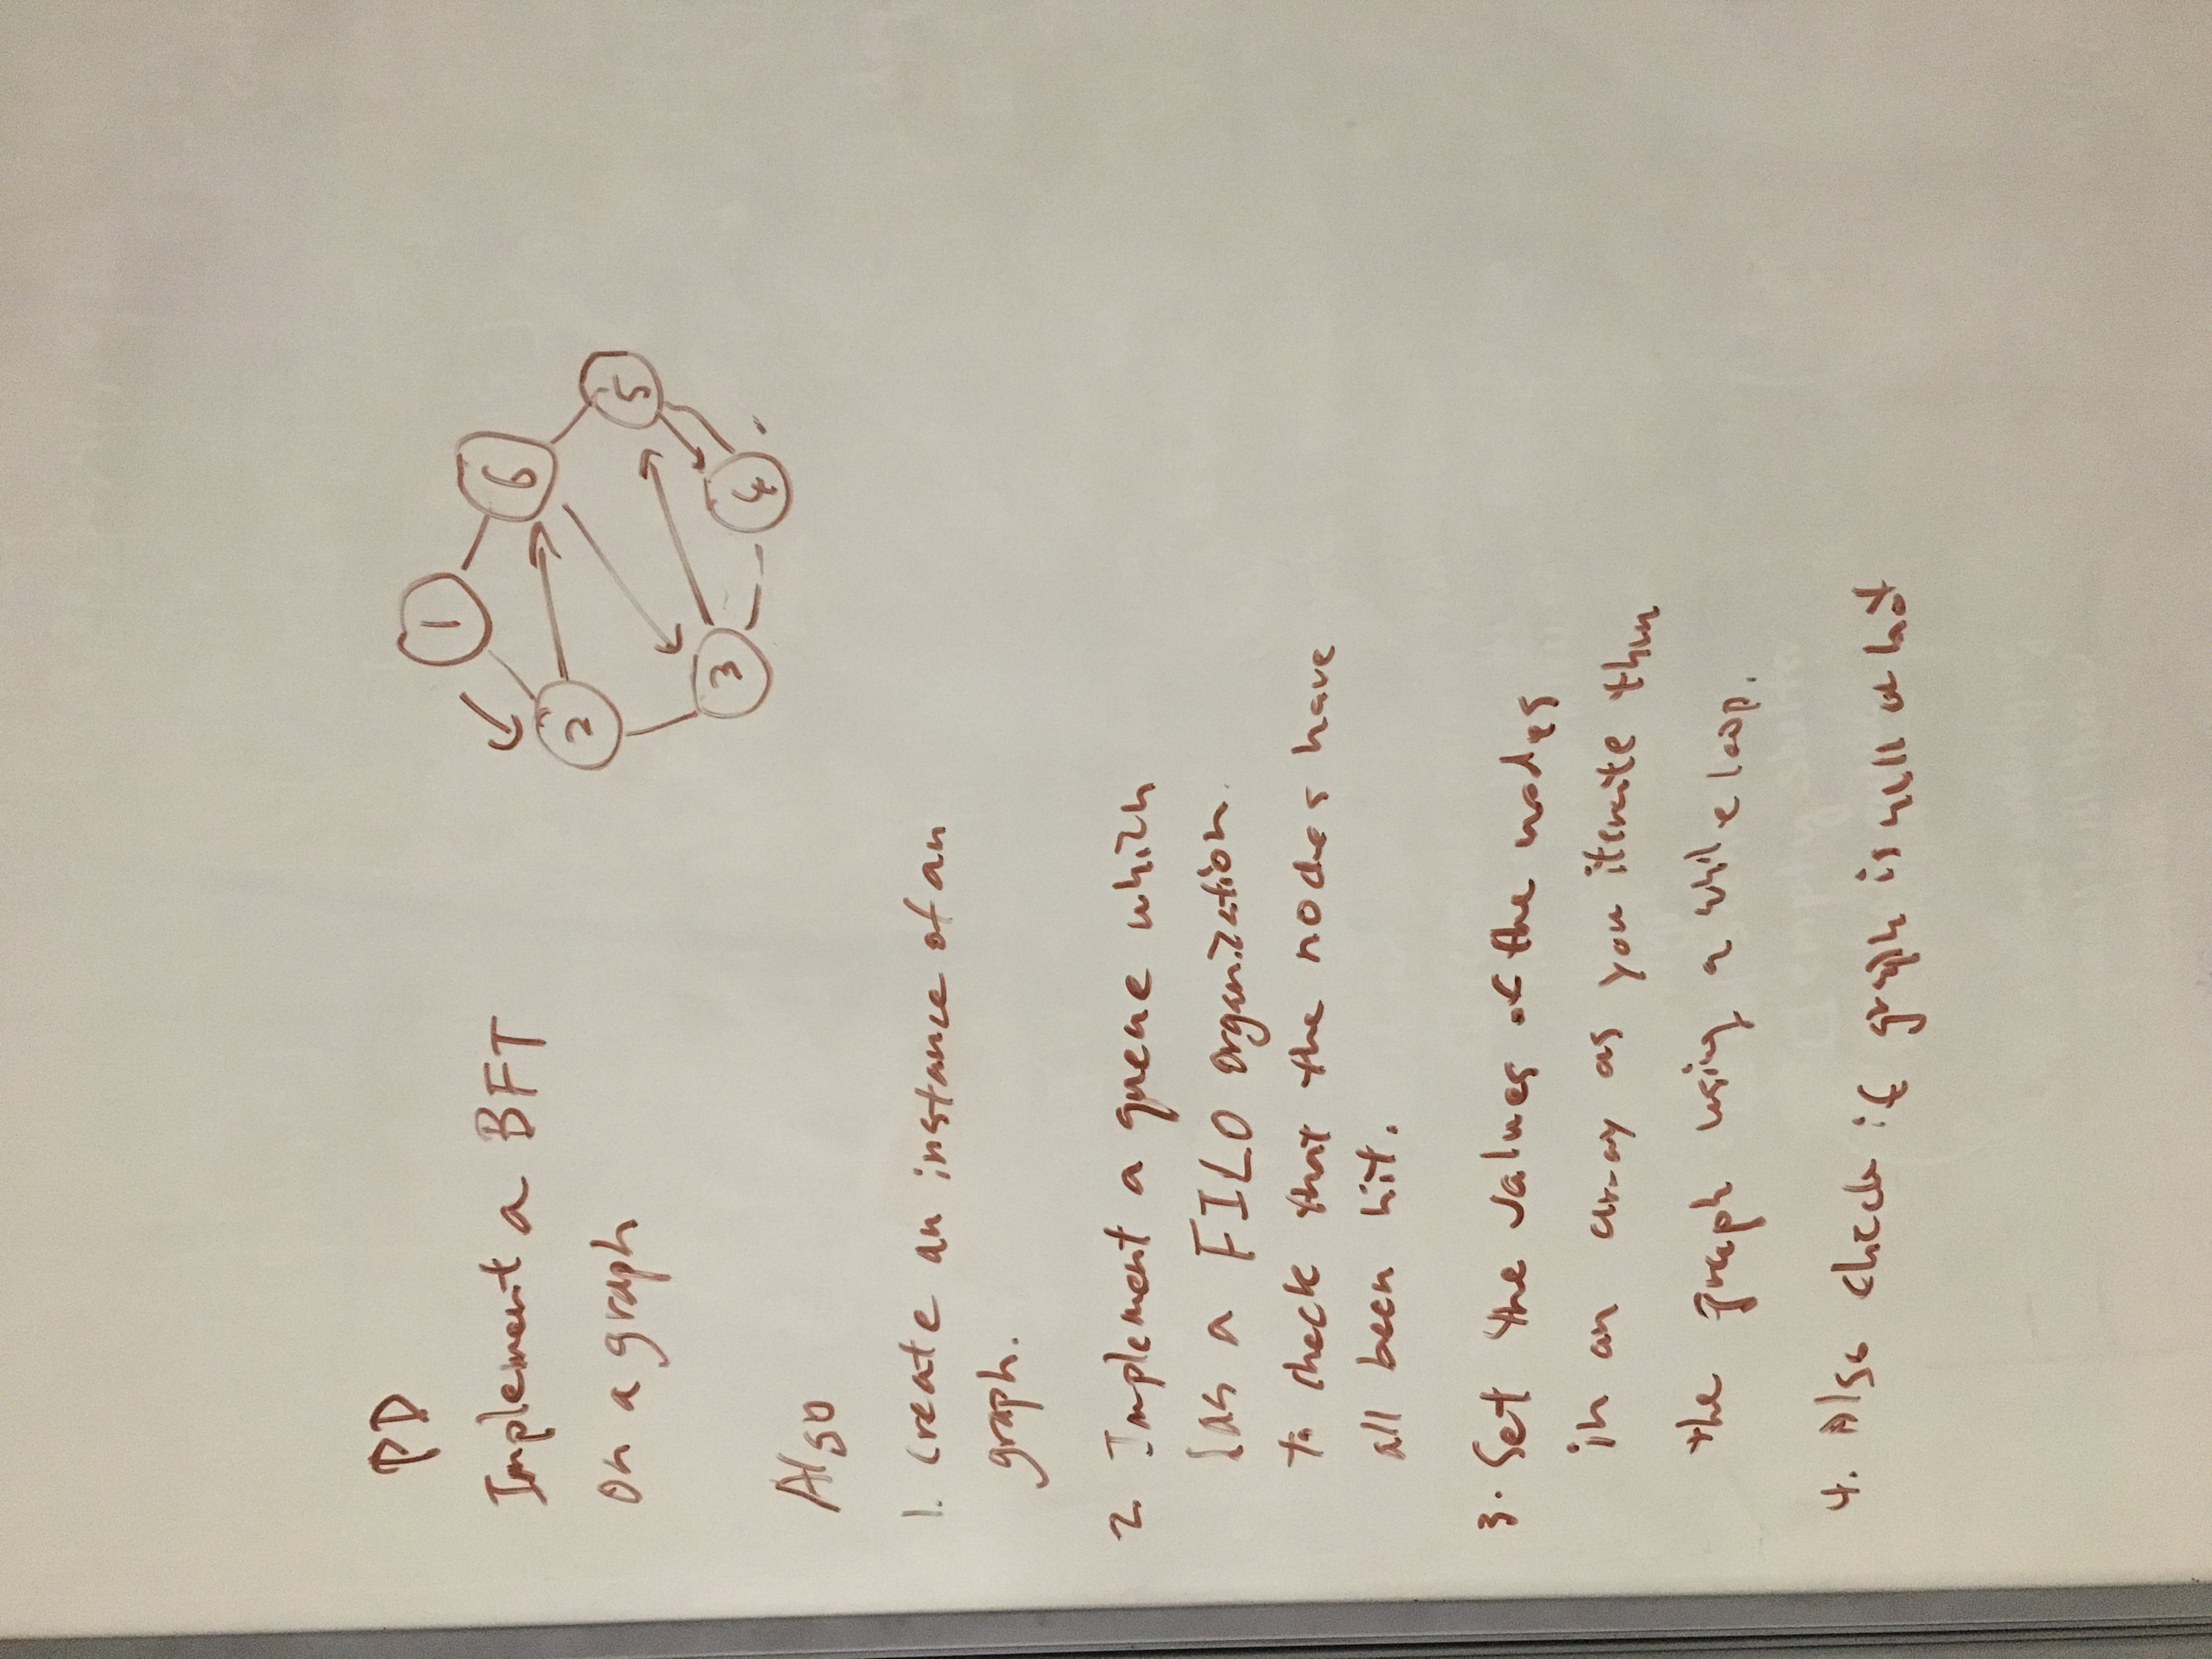 PD
Implement a BFT
on a graph
1
6
2
5
3
4
Also
1. create an instance of an
graph.
2. Implement a queue which
has a FILO organization.
to check that the nodes have
all been hit.
3. Set the values of the nodes
in an array as you iterate thru
the graph using a while loop.
4. Also check if graph is null or not